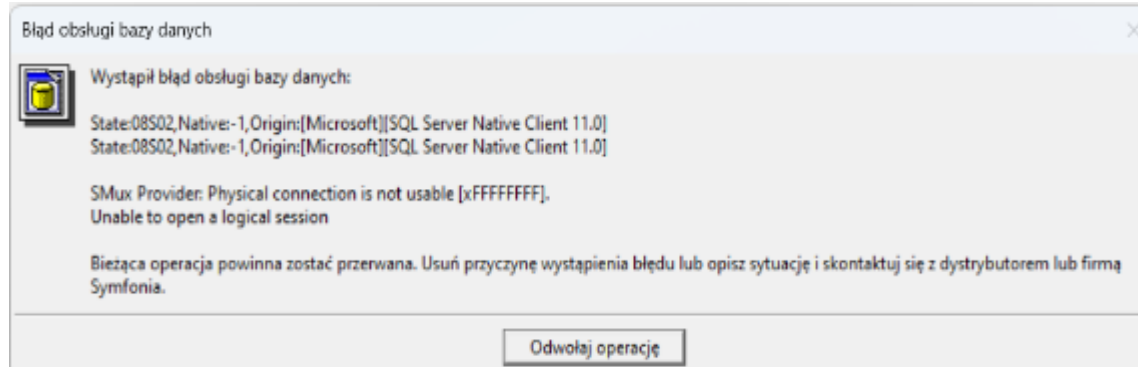 Błąd obsługi bazy danych
Wystąpił błąd obsługi bazy danych:
State:08S02,Native:-1,Origin:[Microsoft][SQL Server Native Client 11.0]
State:08S02,Native:-1,Origin:[Microsoft][SQL Server Native Client 11.0]
SMux Provider: Physical connection is not usable [xFFFFFFFF].
Unable to open a logical session
Bieżąca operacja powinna zostać przerwana. Usuń przyczynę wystąpienia błędu lub opisz sytuację i skontaktuj się z dystrybutorem lub firmą
Symfonia.
Odwołaj operację